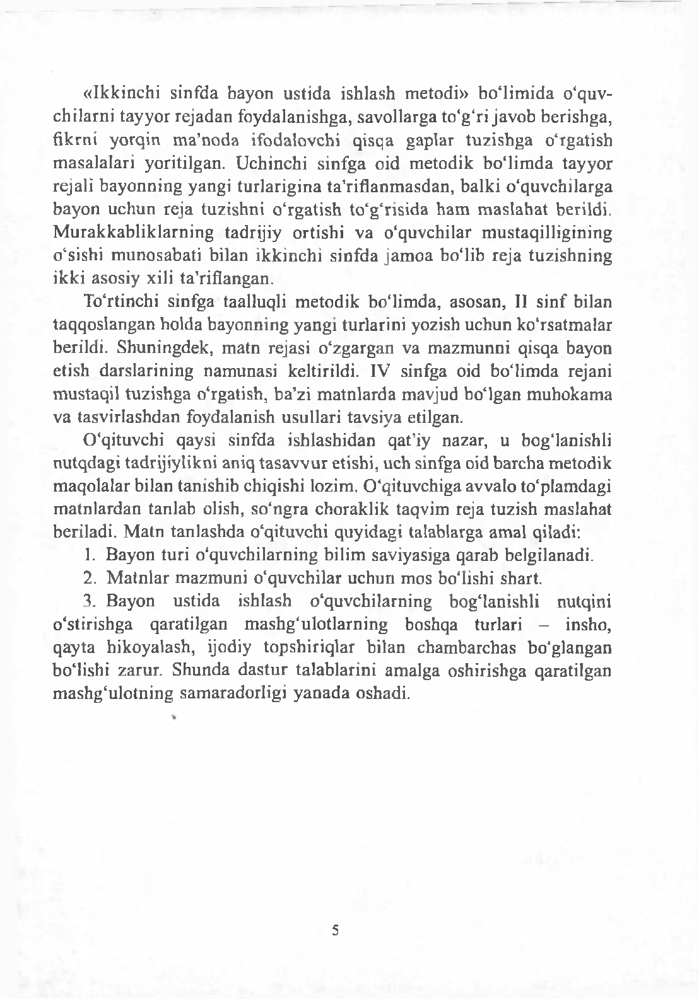 «Ikkinchi sinfda bayon ustida ishlash metodi» bo‘limida o‘quv-
chilarni tayyor rejadan foydalanishga, savollarga to‘g‘ri javob berishga,
fikrni yorqin ma’noda ifodalovchi qisqa gaplar tuzishga o‘rgatish
masalalari yoritilgan. Uchinchi sinfga oid metodik bo‘limda tayyor
rejali bayonning yangi turlarigina ta’riflanmasdan, balki o‘quvchilarga
bayon uchun reja tuzishni o‘rgatish to‘g‘risida ham maslahat berildi.
Murakkabliklarning tadrijiy ortishi va o‘quvchilar mustaqilligining
o‘sishi munosabati bilan ikkinchi sinfda jamoa bo‘lib reja tuzishning
ikki asosiy xili ta’riflangan.
To‘rtinchi sinfga taalluqli metodik bo‘limda, asosan, II sinf bilan
taqqoslangan holda bayonning yangi turlarini yozish uchun ko‘rsatmalar
berildi. Shuningdek, matn rejasi o‘zgargan va mazmunni qisqa bayon
etish darslarining namunasi keltirildi. IV sinfga oid bo‘limda rejani
mustaqil tuzishga o‘rgatish, ba’zi matnlarda mavjud bo‘lgan muhokama
va tasvirlashdan foydalanish usullari tavsiya etilgan.
O‘qituvchi qaysi sinfda ishlashidan qat’iy nazar, u bog‘lanishli
nutqdagi tadrijiylikni aniq tasavvur etishi, uch sinfga oid barcha metodik
maqolalar bilan tanishib chiqishi lozim. O‘qituvchiga avvalo to‘plamdagi
matnlardan tanlab olish, so‘ngra choraklik taqvim reja tuzish maslahat
beriladi. Matn tanlashda o‘qituvchi quyidagi talablarga amal qiladi:
1. Bayon turi o‘quvchilarning bilim saviyasiga qarab belgilanadi.
2. Matnlar mazmuni o‘quvchilar uchun mos bo‘lishi shart.
3. Bayon ustida ishlash o‘quvchilarning bog‘lanishli nutqini
o‘stirishga qaratilgan mashg‘ulotlarning boshqa turlari – insho,
qayta hikoyalash, ijodiy topshiriqlar bilan chambarchas bo‘glangan
bo‘lishi zarur. Shunda dastur talablarini amalga oshirishga qaratilgan
mashg‘ulotning samaradorligi yanada oshadi.
5